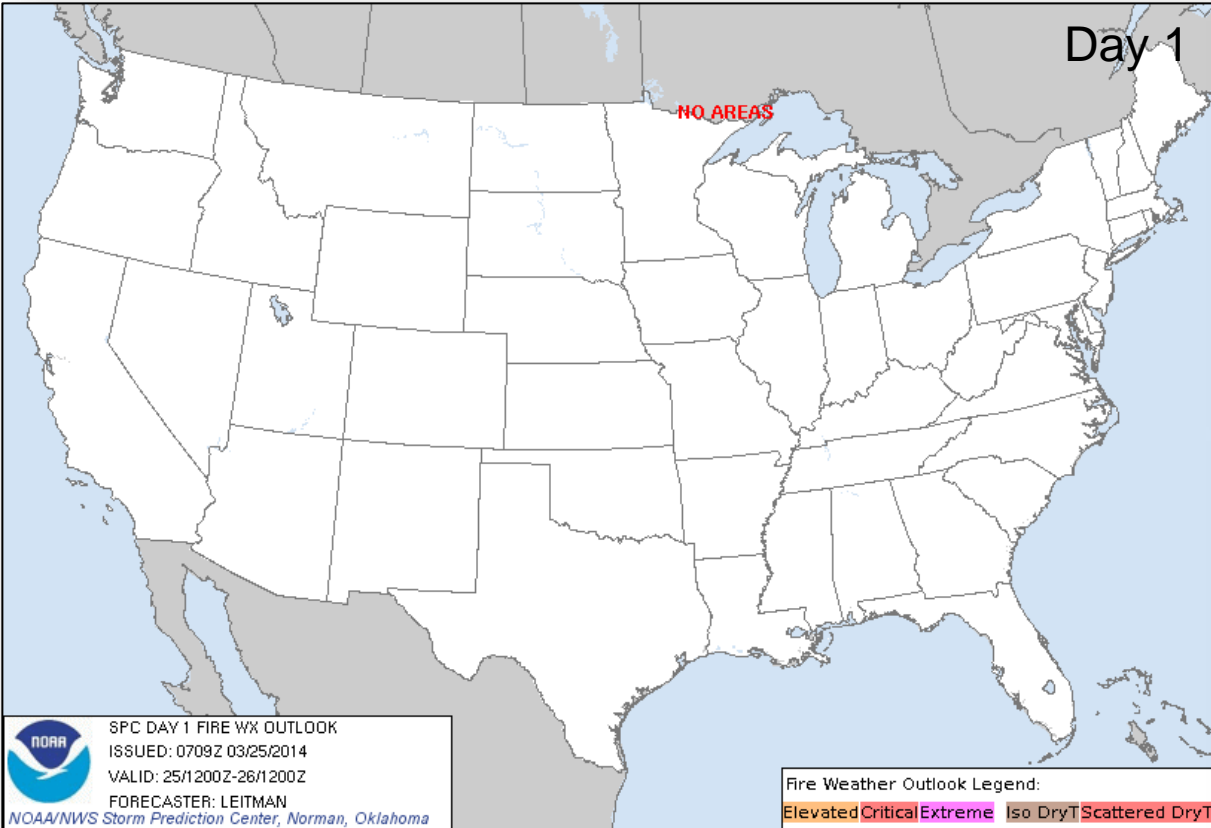 Day 1
NO AREAS
NOAA
SPC DAY 1 FIRE WX OUTLOOK
ISSUED: 0709Z 03/25/2014
VALID: 25/1200Z-26/1200Z
FORECASTER: LEITMAN
NOAA/NWS Storm Prediction Center, Norman, Oklahoma
Fire Weather Outlook Legend:
Elevated Critical Extreme Iso DryT Scattered DryT